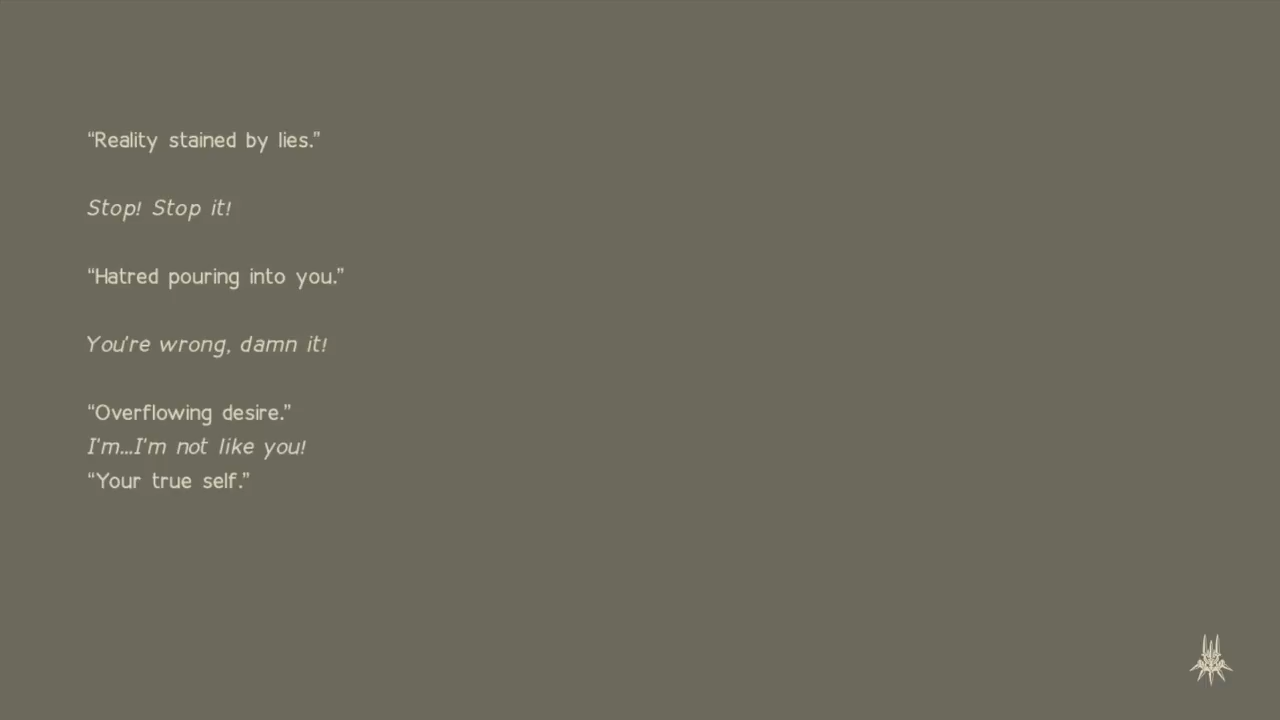 “Reality stained by lies.”
Stop! Stop it!
“Hatred pouring into you.”
You're wrong, damn it!
“Overflowing desire.”
I'm...I'm not like you!
“Your true self.”